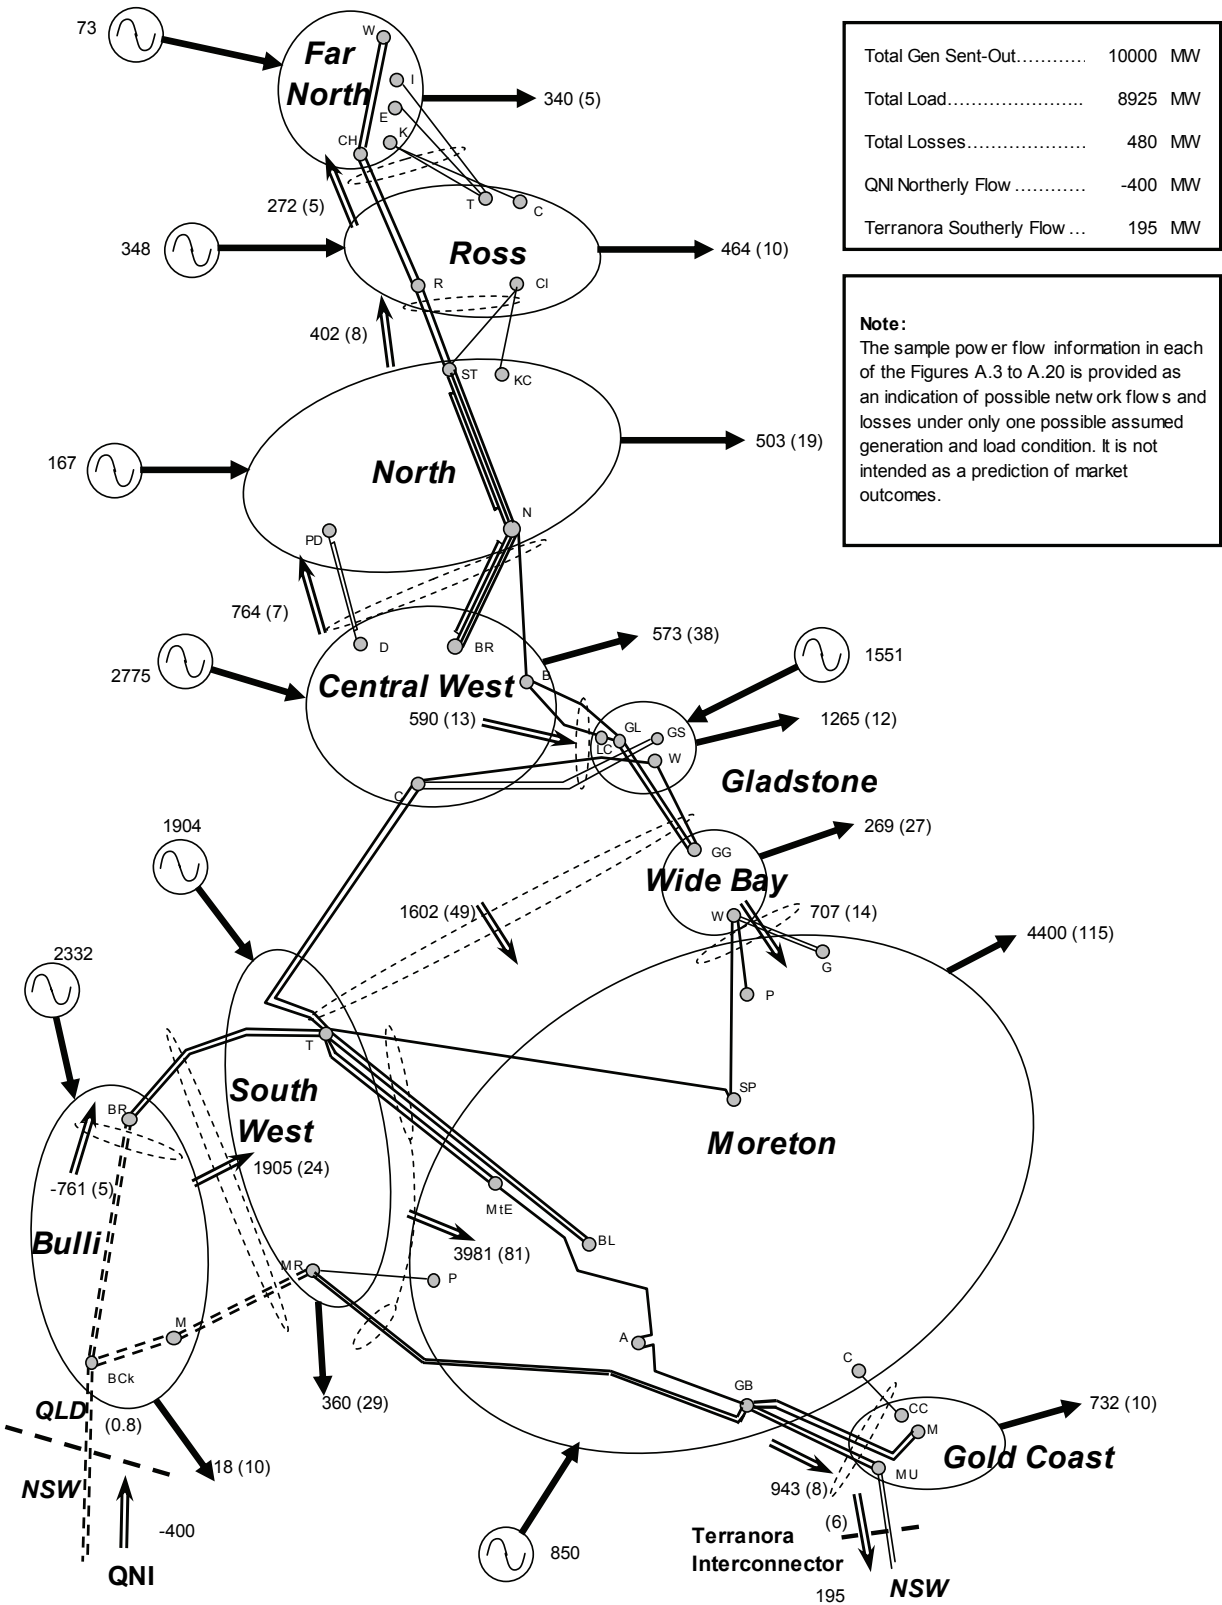 73
W
Far
North
I
E
K
CH
340 (5)
272 (5)
T
C
348
Ross
464 (10)
R
CI
402 (8)
ST
KC
503 (19)
167
North
N
PD
764 (7)
D
BR
573 (38)
1551
2775
Central West
B
590 (13)
1265 (12)
GL
GS
LC
W
C
Gladstone
1904
269 (27)
GG
Wide Bay
1602 (49)
W
707 (14)
4400 (115)
G
2332
P
T
SP
BR
South
West
Moreton
1905 (24)
-761 (5)
MtE
Bulli
BL
3981 (81)
MR
P
M
A
BCk
C
GB
QLD
(0.8)
360 (29)
CC
732 (10)
M
118 (10)
Gold Coast
NSW
MU
943 (8)
-400
(6)
Terranora
Interconnector
QNI
850
195
NSW
Total Gen Sent-Out............ 10000 MW
Total Load....................... 8925 MW
Total Losses.................... 480 MW
QNI Northerly Flow ............ -400 MW
Terranora Southerly Flow ... 195 MW
Note:
The sample power flow information in each
of the Figures A.3 to A.20 is provided as
an indication of possible network flows and
losses under only one possible assumed
generation and load condition. It is not
intended as a prediction of market
outcomes.